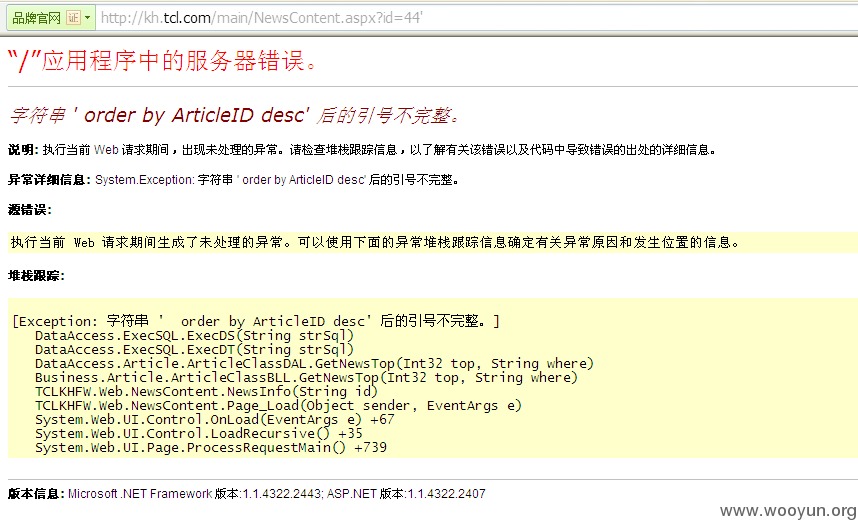 品牌官网 证 http://kh.tcl.com/main/NewsContent.aspx?id=44'
“/”应用程序中的服务器错误。
字符串 ' order by ArticleID desc' 后的引号不完整。
说明: 执行当前 Web 请求期间，出现未处理的异常。请检查堆栈跟踪信息，以了解有关该错误以及代码中导致错误的出处的详细信息。
异常详细信息: System.Exception: 字符串 ' order by ArticleID desc' 后的引号不完整。
源错误:
执行当前 Web 请求期间生成了未处理的异常。可以使用下面的异常堆栈跟踪信息确定有关异常原因和发生位置的信息。
堆栈跟踪:
[Exception: 字符串 '  order by ArticleID desc' 后的引号不完整。]
DataAccess.ExecSQL.ExecDS(String strSql)
DataAccess.ExecSQL.ExecDT(String strSql)
DataAccess.Article.ArticleClassDAL.GetNewsTop(Int32 top, String where)
Business.Article.ArticleClassBLL.GetNewsTop(Int32 top, String where)
TCLKHFW.Web.NewsContent.NewsInfo(String id)
TCLKHFW.Web.NewsContent.Page_Load(Object sender, EventArgs e)
System.Web.UI.Control.OnLoad(EventArgs e) +67
System.Web.UI.Control.LoadRecursive() +35
System.Web.UI.Page.ProcessRequestMain() +739
版本信息: Microsoft .NET Framework 版本:1.1.4322.2443; ASP.NET 版本:1.1.4322.2407
www.wooyun.org